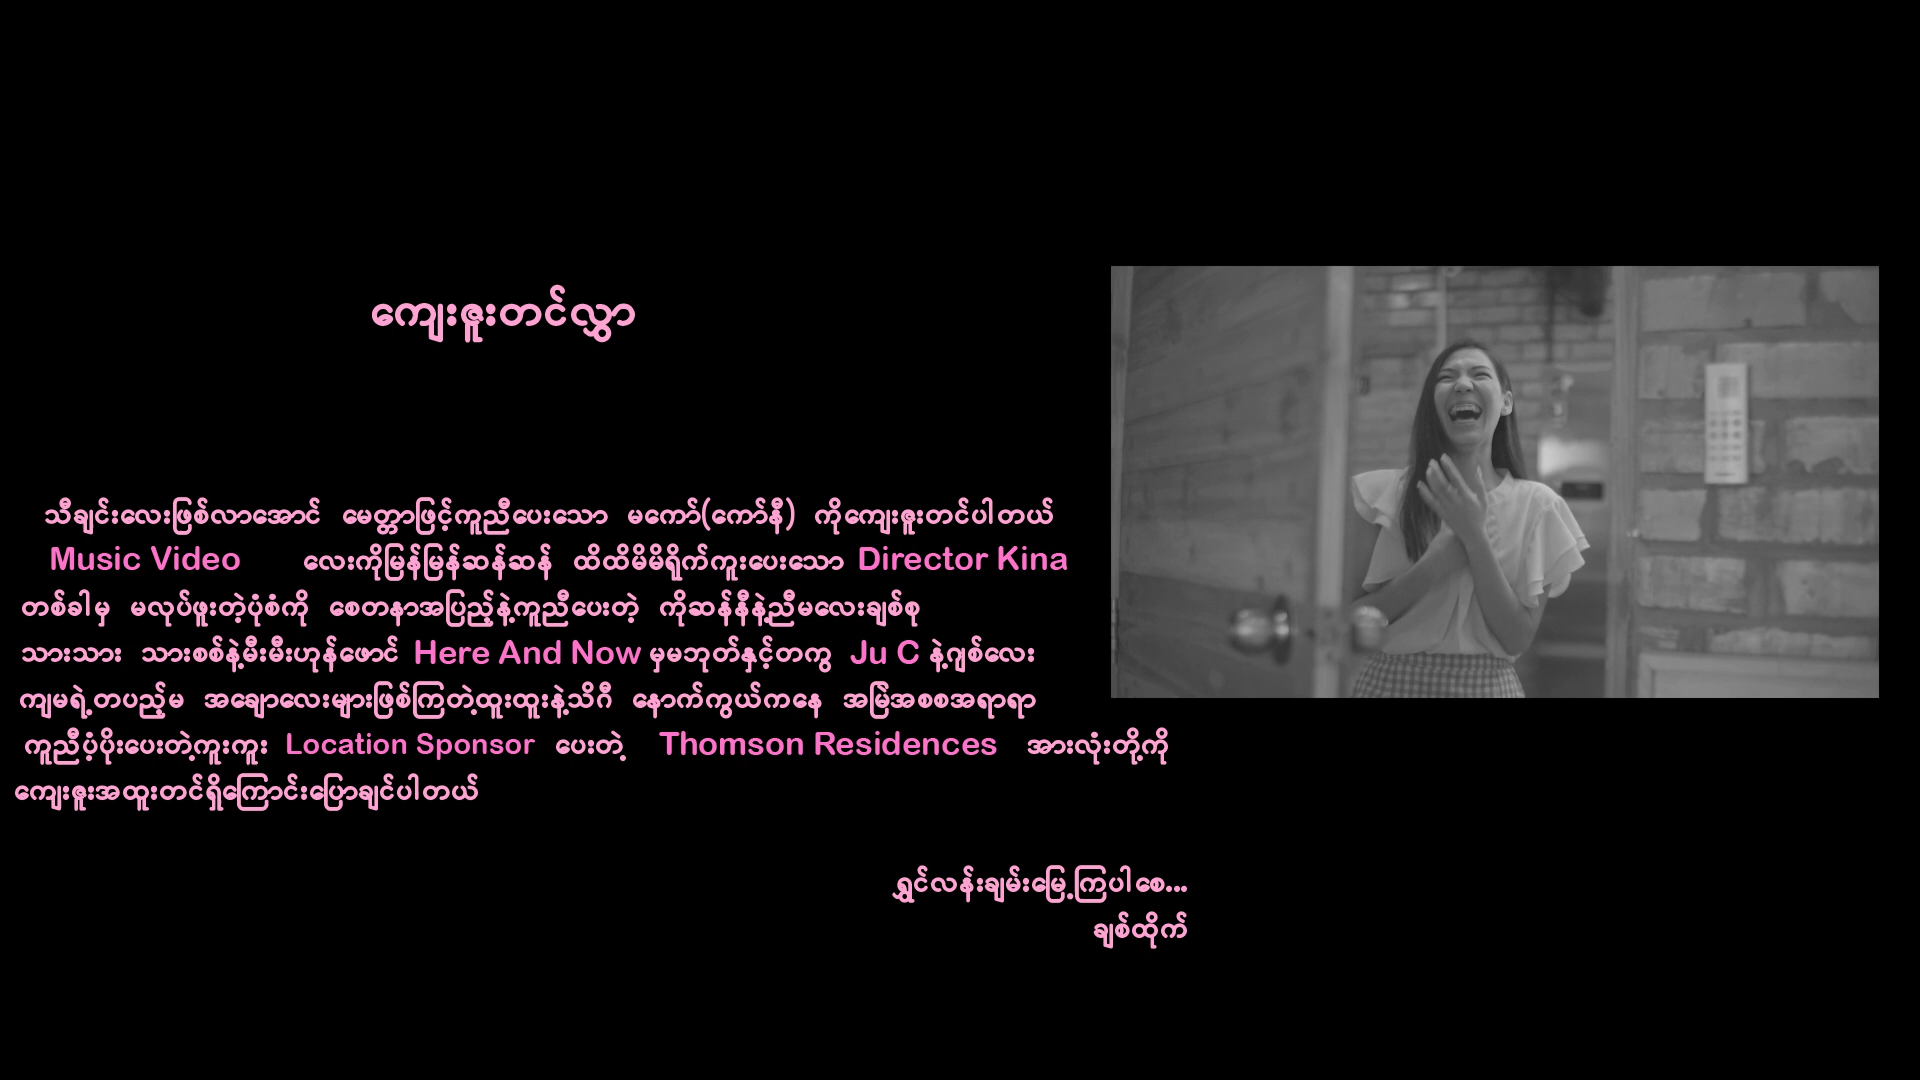 ကျေးဇူးတင်လွှာ
သီချင်းလေးဖြစ်လာအောင် မေတ္တာဖြင့်ကူညီပေးသော မကော်(ကော်နီ) ကိုကျေးဇူးတင်ပါတယ်
Music Video လေးကိုမြန်မြန်ဆန်ဆန် ထိထိမိမိရိုက်ကူးပေးသော Director Kina
တစ်ခါမှ မလုပ်ဖူးတဲ့ပုံစံကို စေတနာအပြည့်နဲ့ကူညီပေးတဲ့ ကိုဆန်နီနဲ့ညီမလေးချစ်စု
သားသား သားစစ်နဲ့မီးမီးဟုန်ဖောင် Here And Now မှမဘုတ်နှင့်တကွ Ju C နဲ့ဂျစ်လေး
ကျမရဲ့တပည့်မ အချောလေးများဖြစ်ကြတဲ့ထူးထူးနဲ့သိဂီ နောက်ကွယ်ကနေ အမြဲအစစအရာရာ
ကူညီပံ့ပိုးပေးတဲ့ကူးကူး Location Sponsor ပေးတဲ့ Thomson Residences အားလုံးတို့ကို
ကျေးဇူးအထူးတင်ရှိကြောင်းပြောချင်ပါတယ်
ရွှင်လန်းချမ်းမြေ့ကြပါစေ...
ချစ်ထိုက်